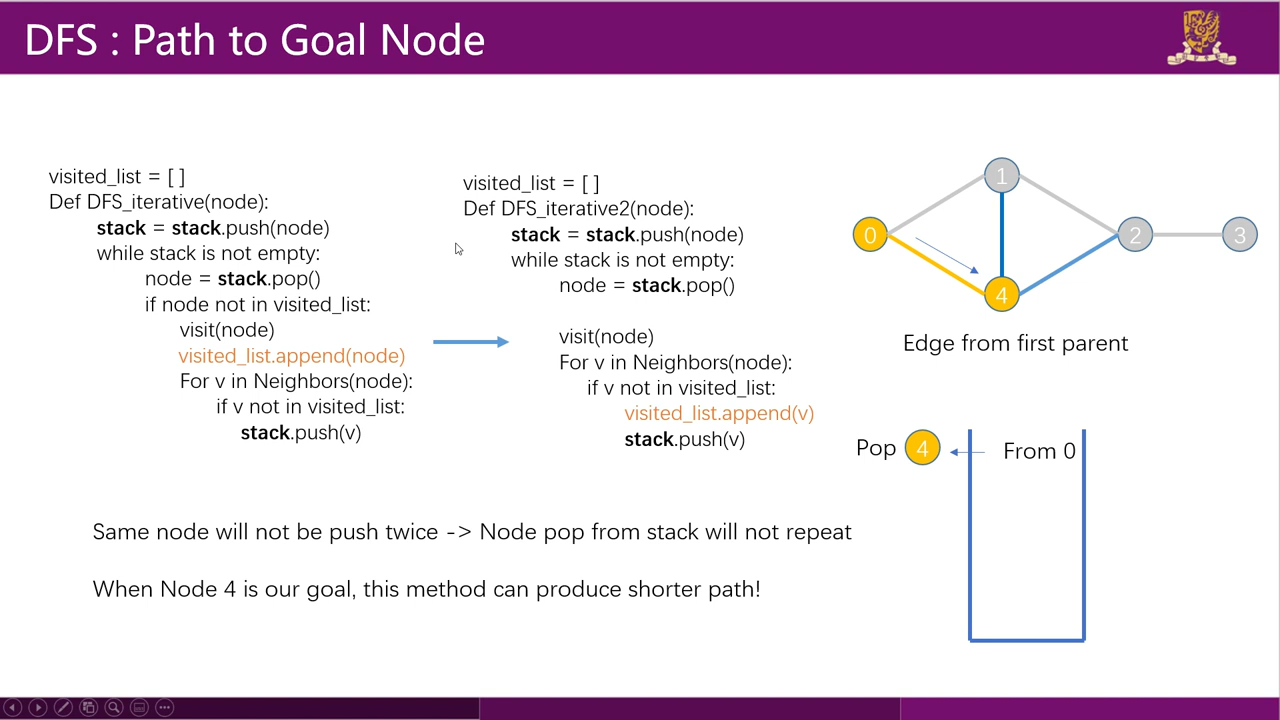 DFS : Path to Goal Node
visited_list = [ ]
Def DFS_iterative(node):
stack = stack.push(node)
while stack is not empty:
node = stack.pop()
if node not in visited_list:
visit(node)
visited_list.append(node)
For v in Neighbors(node):
if v not in visited_list:
stack.push(v)
visited_list = [ ]
Def DFS_iterative2(node):
stack = stack.push(node)
while stack is not empty:
node = stack.pop()
visit(node)
For v in Neighbors(node):
if v not in visited_list:
visited_list.append(v)
stack.push(v)
1
0
2
3
4
Edge from first parent
Pop 4
From 0
Same node will not be push twice -> Node pop from stack will not repeat
When Node 4 is our goal, this method can produce shorter path!